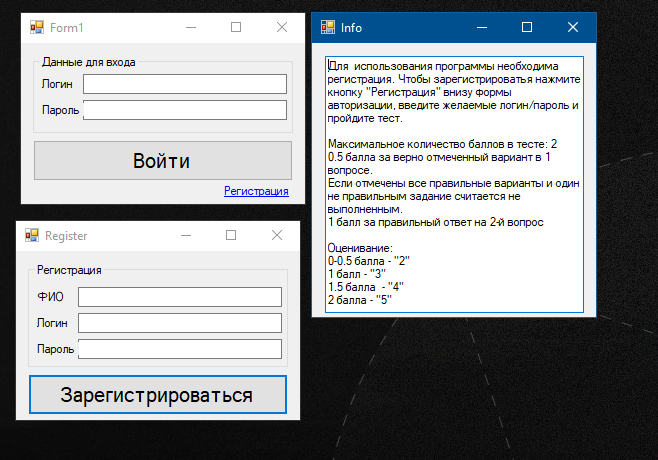 Form1
Данные для входа
Логин
Пароль
Войти
Регистрация
Register
Регистрация
ФИО
Логин
Пароль
Зарегистрироваться
Info
Для  использования программы необходима
регистрация. Чтобы зарегистрироваться нажмите
кнопку "Регистрация" внизу формы
авторизации, введите желаемые логин/пароль и
пройдите тест.
Максимальное количество баллов в тесте: 2
0.5 балла за верно отмеченный вариант в 1
вопросе.
Если отмечены все правильные варианты и один
не правильным задание считается не
выполненным.
1 балл за правильный ответ на 2-й вопрос
Оценивание:
0-0.5 балла - "2"
1 балл - "3"
1.5 балла  - "4"
2 балла - "5"